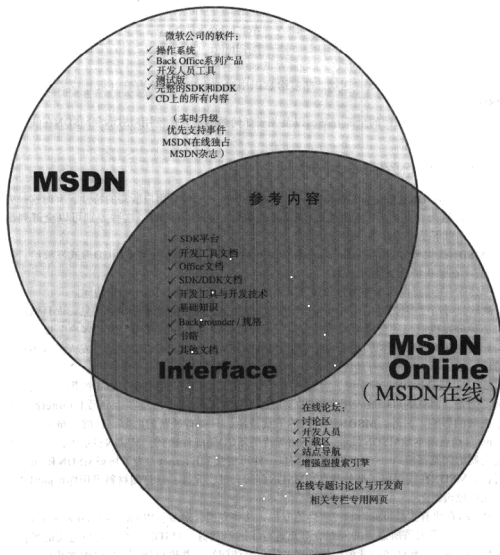 微软公司的软件：
✓ 操作系统
✓ Back Office系列产品
✓ 开发人员工具
✓ 测试版
✓ 完整的SDK和DDK
✓ CD上的所有内容
（实时升级
优先支持事件
MSDN在线独占
MSDN杂志）
MSDN
参考内容
✓ SDK平台
✓ 开发工具文档
✓ Office文档
✓ SDK/DDK文档
✓ 开发工具与开发技术
✓ 基础知识
✓ Backgrounder / 规格
✓ 书籍
✓ 其他文档
Interface
MSDN
Online
（MSDN在线）
在线论坛：
✓ 讨论区
✓ 开发人员
✓ 下载区
✓ 站点导航
✓ 增强型搜索引擎
在线专题讨论区与开发商
相关专栏专用网页